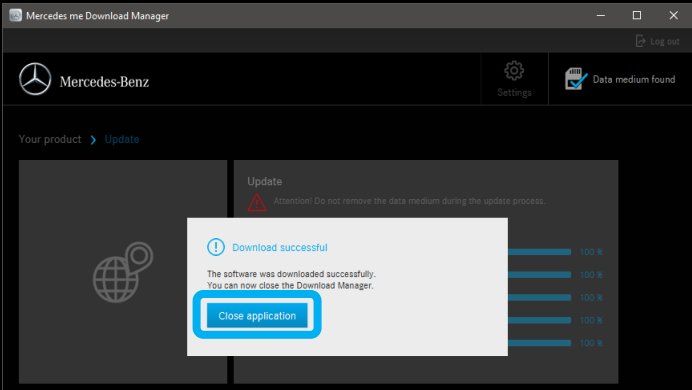 Mercedes me Download Manager
Log out
Mercedes-Benz
Settings
Data medium found
Your product > Update
Update
Attention! Do not remove the data medium during the update process.
Download successful
The software was downloaded successfully.
You can now close the Download Manager.
Close application
100 %
100 %
100 %
100 %
100 %